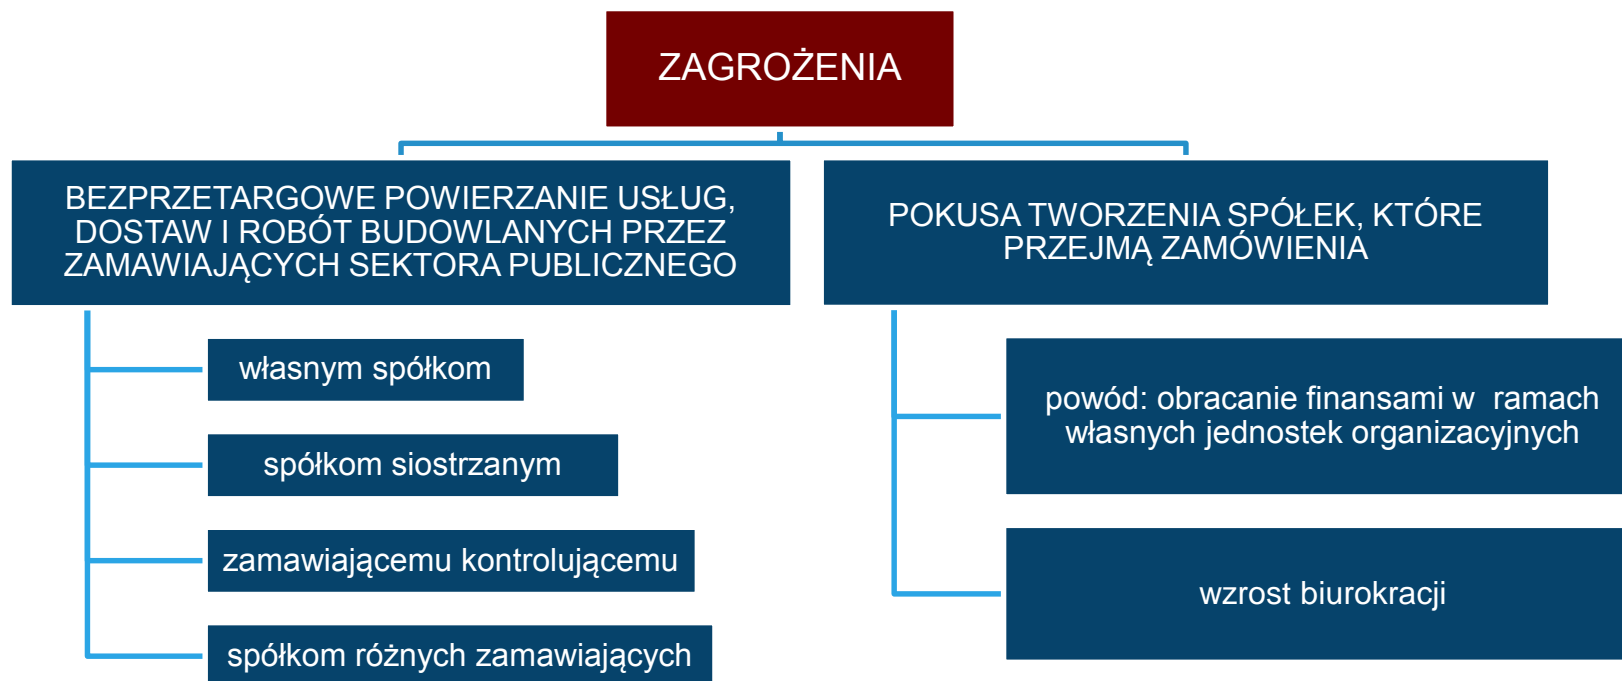 ZAGROŻENIA
BEZPRZETARGOWE POWIERZANIE USŁUG,
DOSTAW I ROBÓT BUDOWLANYCH PRZEZ
ZAMAWIAJĄCYCH SEKTORA PUBLICZNEGO
własnym spółkom
spółkom siostrzanym
zamawiającemu kontrolującemu
spółkom różnych zamawiających
POKUSA TWORZENIA SPÓŁEK, KTÓRE
PRZEJMĄ ZAMÓWIENIA
powód: obracanie finansami w ramach
własnych jednostek organizacyjnych
wzrost biurokracji